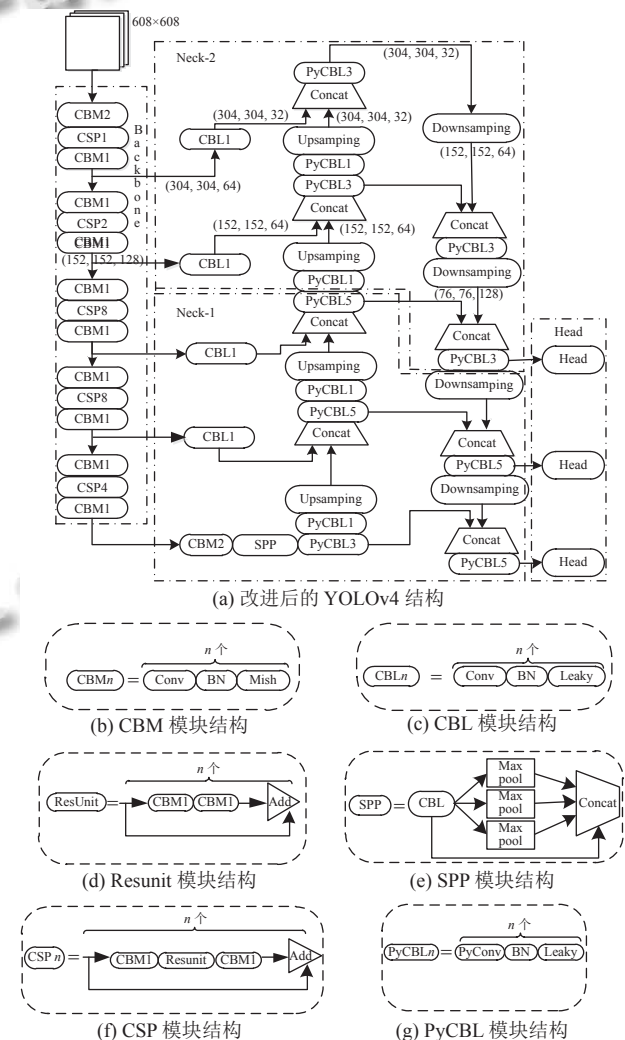 608×608
CBM2
CSP1
CBM1
CBM1
CSP2
CBM1
CBM1
(152, 152, 128)
CBM1
CSP8
CBM1
CBM1
CSP8
CBM1
CBM1
CSP4
CBM1
Backbone
Neck-2
(304, 304, 32)
PyCBL3
Concat
(304, 304, 32)
(304, 304, 32)
CBL1
Upsamping
PyCBL1
PyCBL3
(304, 304, 64)
Concat
(152, 152, 64)
(152, 152, 64)
CBL1
Upsamping
PyCBL1
Downsamping
(152, 152, 64)
Concat
PyCBL3
Downsamping
(76, 76, 128)
Neck-1
PyCBL5
Concat
CBL1
Upsamping
PyCBL1
PyCBL5
Concat
CBL1
Upsamping
PyCBL1
CBM2
SPP
PyCBL3
Concat
PyCBL3
Downsamping
Concat
PyCBL5
Downsamping
Concat
PyCBL5
Head
Head
Head
Head
(a) 改进后的 YOLOv4 结构
n 个
CBMn = Conv BN Mish
(b) CBM 模块结构
n 个
CBLn = Conv BN Leaky
(c) CBL 模块结构
n 个
ResUnit = CBM1 CBM1 Add
(d) Resunit 模块结构
SPP = CBL
Max
pool
Max
pool
Max
pool
Concat
(e) SPP 模块结构
n 个
CSP n = CBM1 Resunit CBM1 Add
(f) CSP 模块结构
n 个
PyCBLn = PyConv BN Leaky
(g) PyCBL 模块结构